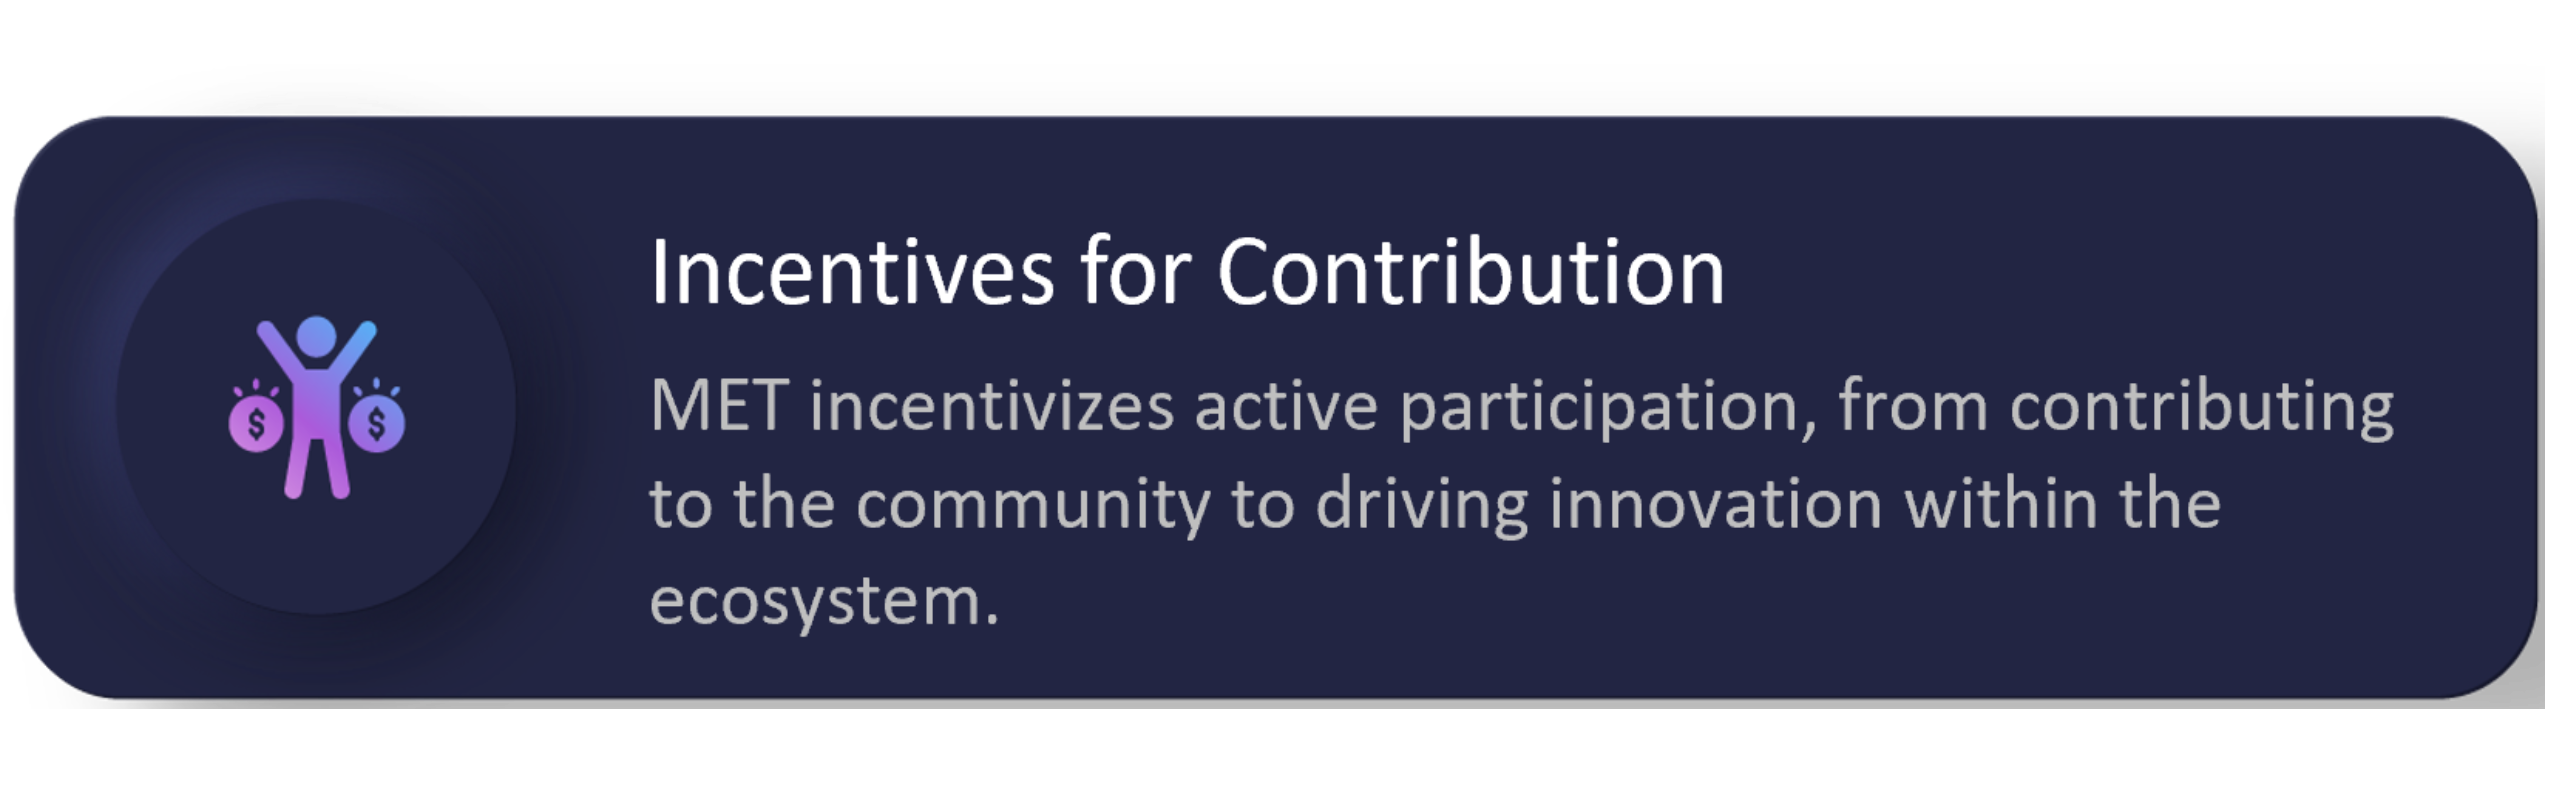 Incentives for Contribution
MET incentivizes active participation, from contributing
to the community to driving innovation within the
ecosystem.
$ $